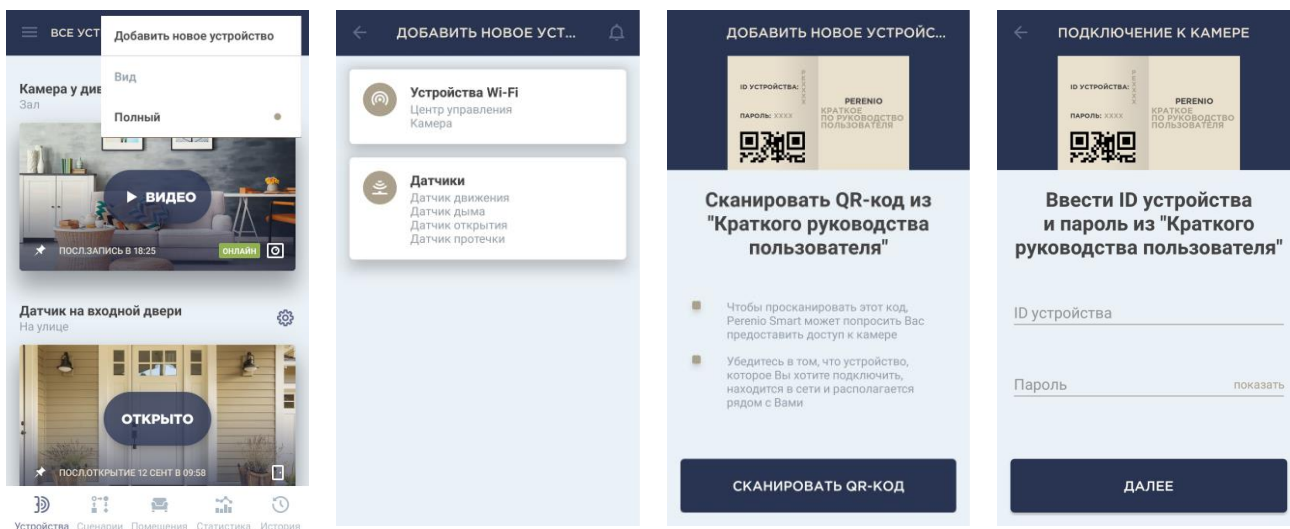 ВСЕ УСТ
Добавить новое устройство
Вид
Полный
Камера у див
Зал
ВИДЕО
ПОСЛ.ЗАПИСЬ В 18:25
ОНЛАЙН
Датчик на входной двери
На улице
ОТКРЫТО
ПОСЛ.ОТКРЫТИЕ 12 СЕНТ В 09:58
Устройства Сценарии Помещения Статистика История
ДОБАВИТЬ НОВОЕ УСТ...
Устройства Wi-Fi
Центр управления
Камера
Датчики
Датчик движения
Датчик дыма
Датчик открытия
Датчик протечки
ДОБАВИТЬ НОВОЕ УСТРОЙС...
ID УСТРОЙСТВА:
XXXXX
ПАРОЛЬ: XXXX
PERENIO
КРАТКОЕ
ПО РУКОВОДСТВО
ПОЛЬЗОВАТЕЛЯ
Сканировать QR-код из
"Краткого руководства
пользователя"
Чтобы просканировать этот код,
Perenio Smart может попросить Вас
предоставить доступ к камере
Убедитесь в том, что устройство,
которое Вы хотите подключить,
находится в сети и располагается
рядом с Вами
СКАНИРОВАТЬ QR-КОД
ПОДКЛЮЧЕНИЕ К КАМЕРЕ
ID УСТРОЙСТВА:
XXXXX
ПАРОЛЬ: XXXX
PERENIO
КРАТКОЕ
ПО РУКОВОДСТВО
ПОЛЬЗОВАТЕЛЯ
Ввести ID устройства
и пароль из "Краткого
руководства пользователя"
ID устройства
Пароль
показать
ДАЛЕЕ